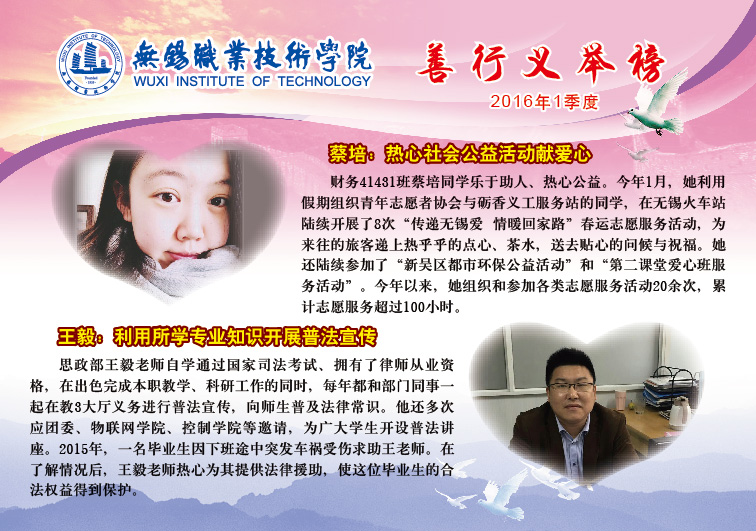 無錫職業技術學院
WUXI INSTITUTE OF TECHNOLOGY
善行义举榜
2016年1季度
蔡培：热心社会公益活动献爱心
财务41431班蔡培同学乐于助人、热心公益。今年1月，她利用
假期组织青年志愿者协会与砺香义工服务站的同学，在无锡火车站
陆续开展了8次“传递无锡爱 情暖回家路”春运志愿服务活动，为
来往的旅客递上热乎乎的点心、茶水，送去贴心的问候与祝福。她
还陆续参加了“新吴区都市环保公益活动”和“第二课堂爱心班服
务活动”。今年以来，她组织和参加各类志愿服务活动20余次，累
计志愿服务超过100小时。
王毅：利用所学专业知识开展普法宣传
思政部王毅老师自学通过国家司法考试、拥有了律师从业资
格，在出色完成本职教学、科研工作的同时，每年都和部门同事一
起在教3大厅义务进行普法宣传，向师生普及法律常识。他还多次
应团委、物联网学院、控制学院等邀请，为广大学生开设普法讲
座。2015年，一名毕业生因下班途中突发车祸受伤求助王老师。在
了解情况后，王毅老师热心为其提供法律援助，使这位毕业生的合
法权益得到保护。